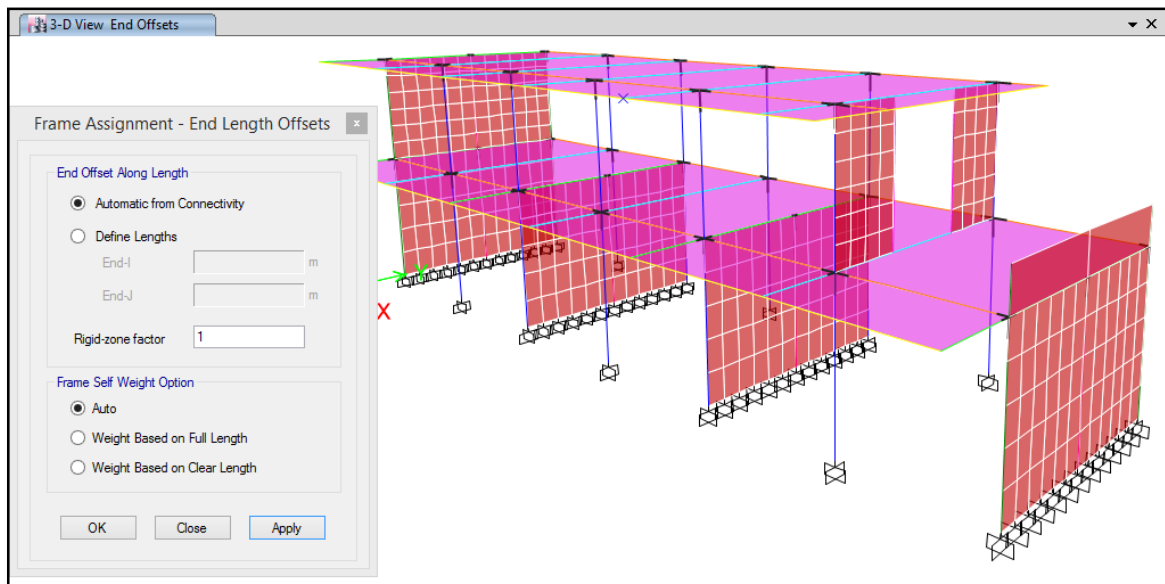 3-D View End Offsets
Frame Assignment - End Length Offsets
End Offset Along Length
Automatic from Connectivity
Define Lengths
End-I
m
End-J
m
Rigid-zone factor
1
Frame Self Weight Option
Auto
Weight Based on Full Length
Weight Based on Clear Length
OK
Close
Apply
Y
X